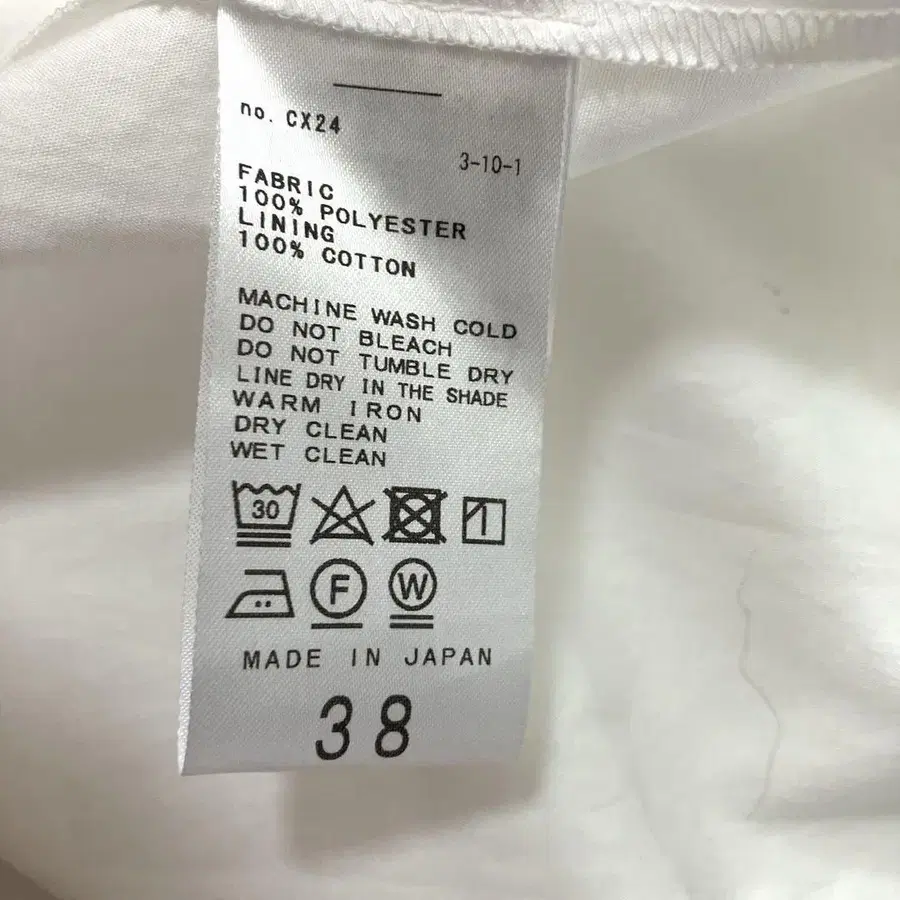 no. CX24
3-10-1
FABRIC
100% POLYESTER
LINING
100% COTTON
MACHINE WASH COLD
DO NOT BLEACH
DO NOT TUMBLE DRY
LINE DRY IN THE SHADE
WARM IRON
DRY CLEAN
WET CLEAN
30
F W
MADE IN JAPAN
38